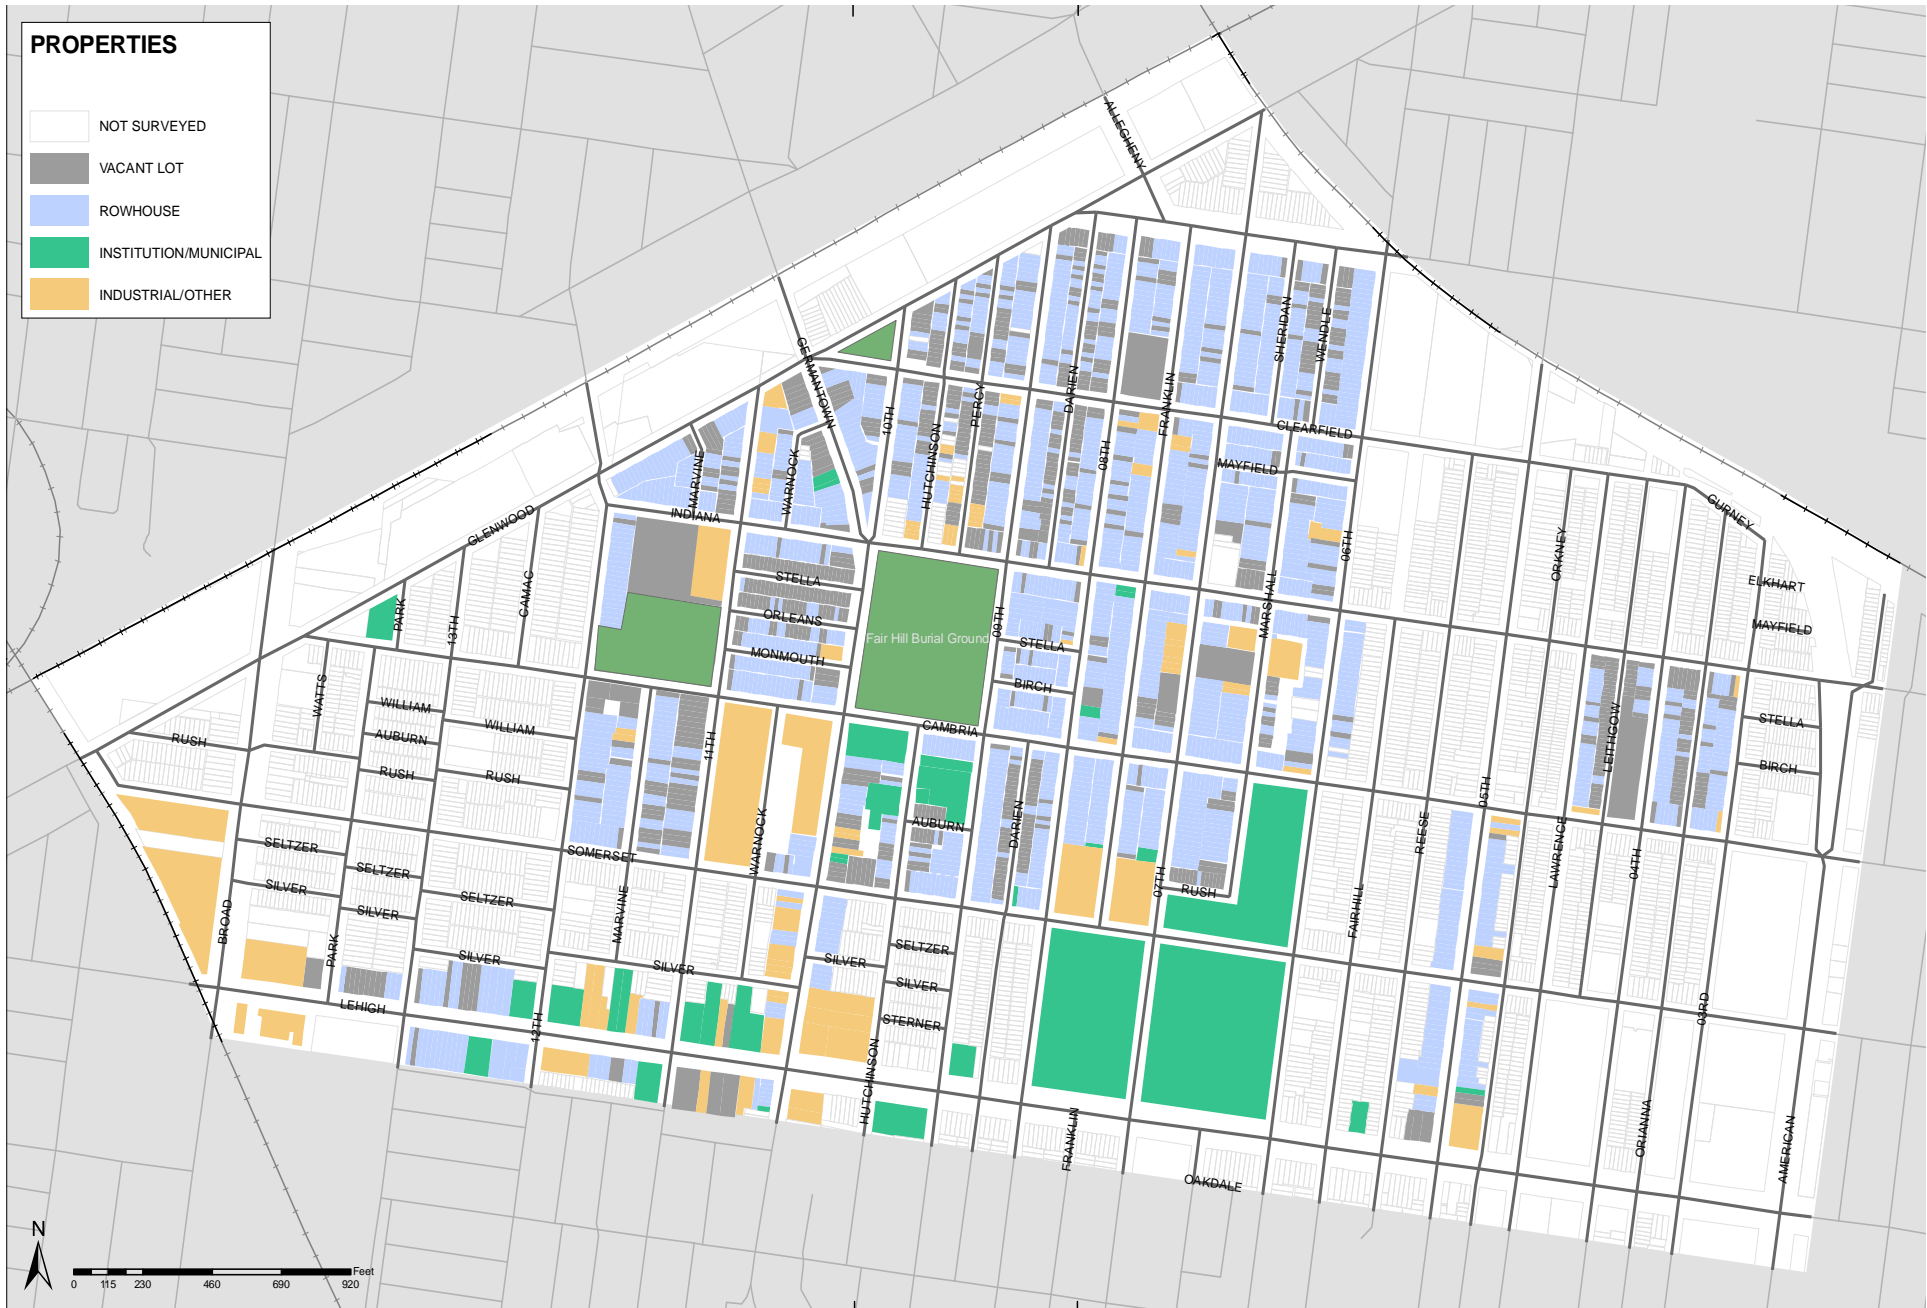 PROPERTIES
NOT SURVEYED
VACANT LOT
ROWHOUSE
INSTITUTION/MUNICIPAL
INDUSTRIAL/OTHER
ALLEGHENY
GERMANTOWN
10TH
HUTCHINSON
PERCY
DARIEN
08TH
FRANKLIN
SHERIDAN
WENDLE
CLEARFIELD
MAYFIELD
MARVINE
WARNOCK
INDIANA
GLENWOOD
CAMAC
13TH
PARK
STELLA
ORLEANS
MONMOUTH
Fair Hill Burial Ground
09TH
STELLA
BIRCH
MARSHALL
06TH
ORKNEY
GURNEY
ELKHART
MAYFIELD
WATTS
WILLIAM
WILLIAM
AUBURN
RUSH
RUSH
RUSH
11TH
CAMBRIA
LEITHGOW
STELLA
BIRCH
SELTZER
SELTZER
SELTZER
SILVER
SILVER
SILVER
SOMERSET
WARNOCK
AUBURN
DARIEN
07TH
RUSH
REESE
05TH
LAWRENCE
04TH
BROAD
PARK
MARVINE
SILVER
SILVER
SELTZER
SILVER
STERNER
FAIRHILL
LEHIGH
12TH
HUTCHINSON
FRANKLIN
OAKDALE
03RD
ORIANNA
AMERICAN
N
Feet
0 115 230 460 690 920